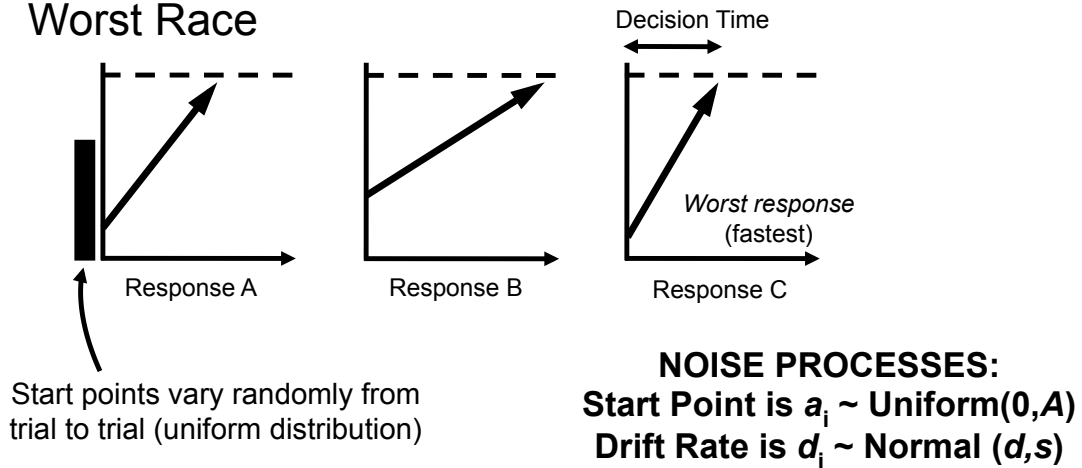 Worst Race
Decision Time
Worst response
(fastest)
Response A
Response B
Response C
Start points vary randomly from
trial to trial (uniform distribution)
NOISE PROCESSES:
Start Point is aᵢ ~ Uniform(0,A)
Drift Rate is dᵢ ~ Normal (d,s)